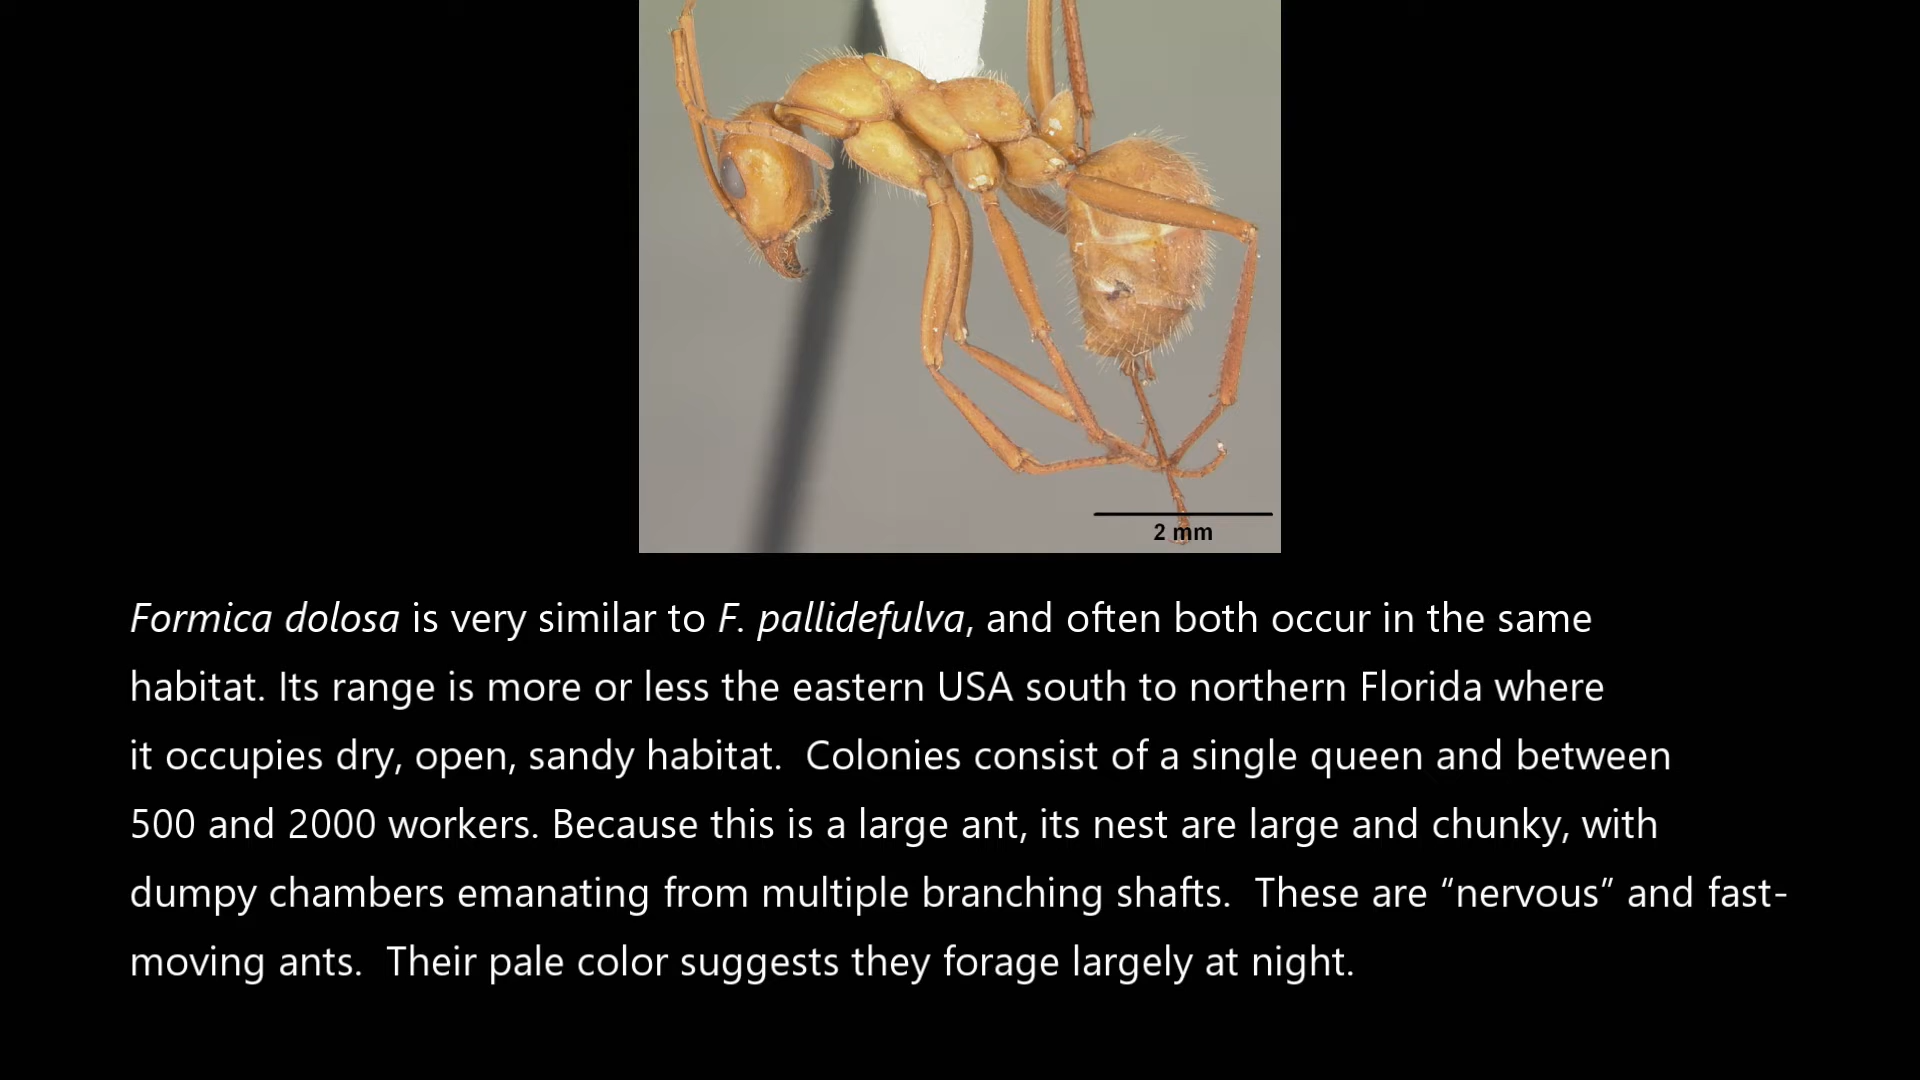 2 mm
Formica dolosa is very similar to F. pallidefulva, and often both occur in the same
habitat. Its range is more or less the eastern USA south to northern Florida where
it occupies dry, open, sandy habitat.  Colonies consist of a single queen and between
500 and 2000 workers. Because this is a large ant, its nest are large and chunky, with
dumpy chambers emanating from multiple branching shafts.  These are “nervous” and fast-
moving ants.  Their pale color suggests they forage largely at night.